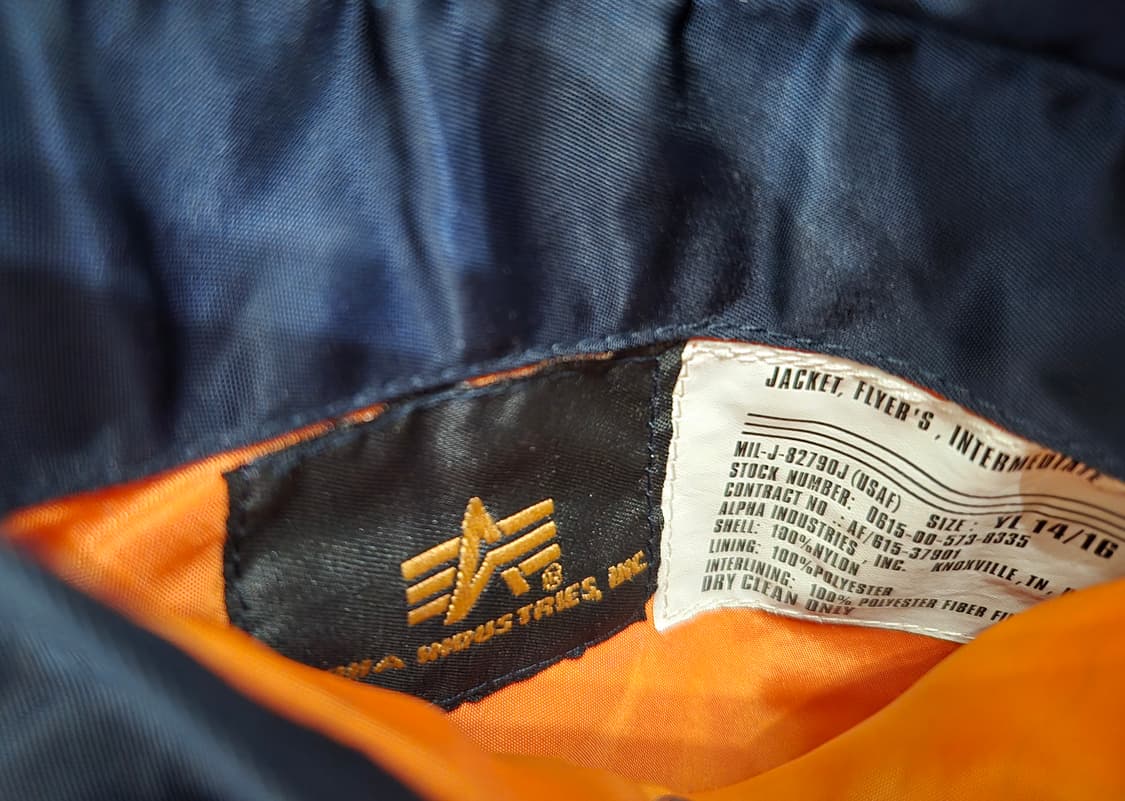 INDUSTRIES, INC.
JACKET, FLYER'S, INTERMEDIATE
MIL-J-82790J (USAF)
STOCK NUMBER: 0615-00-573-8335 SIZE: YL 14/16
CONTRACT NO.: AF/615-37901
ALPHA INDUSTRIES, INC. KNOXVILLE, TN,
SHELL: 100%NYLON
LINING: 100%POLYESTER
INTERLINING: 100% POLYESTER FIBER
DRY CLEAN ONLY